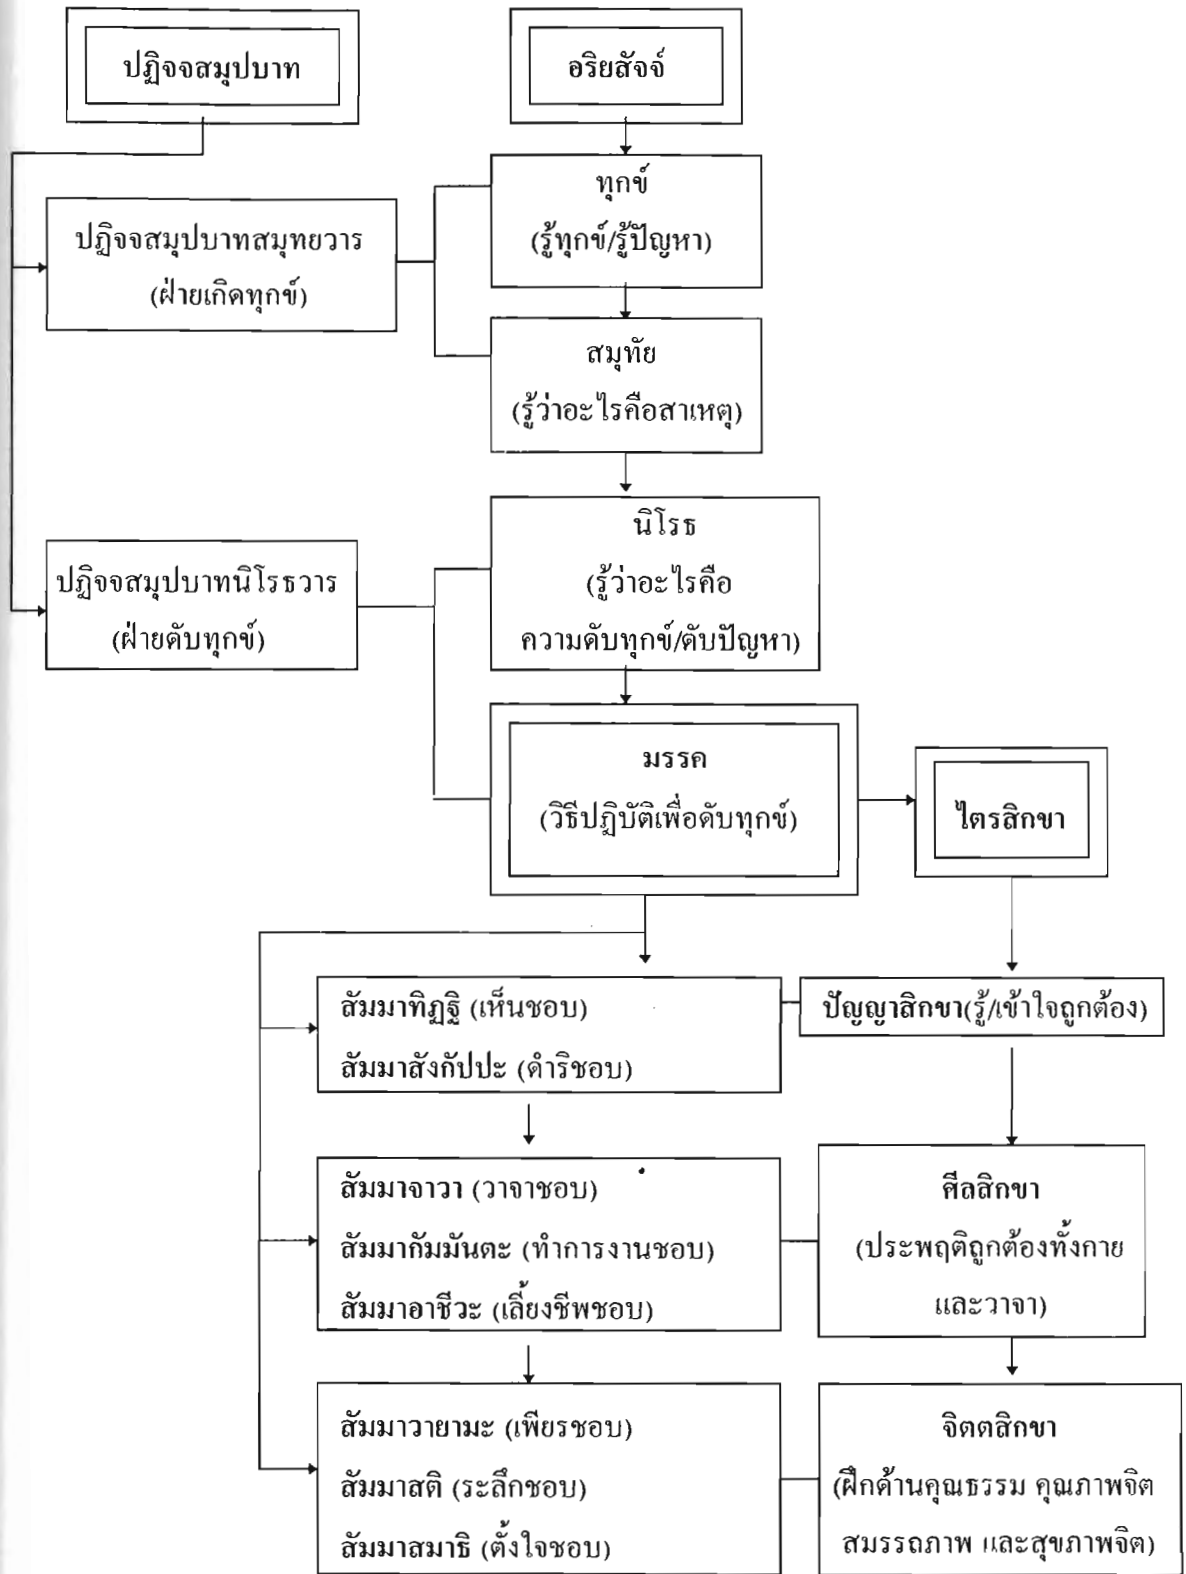 ปฏิจจสมุปบาท
อริยสัจจ์
ทุกข์
(รู้ทุกข์/รู้ปัญหา)
ปฏิจจสมุปบาทสมุทยวาร
(ฝ่ายเกิดทุกข์)
สมุทัย
(รู้ว่าอะไรคือสาเหตุ)
นิโรธ
(รู้ว่าอะไรคือ
ความดับทุกข์/ดับปัญหา)
ปฏิจจสมุปบาทนิโรธวาร
(ฝ่ายดับทุกข์)
มรรค
(วิธีปฏิบัติเพื่อดับทุกข์)
ไตรสิกขา
สัมมาทิฏฐิ (เห็นชอบ)
สัมมาสังกัปปะ (ดำริชอบ)
ปัญญาสิกขา(รู้/เข้าใจถูกต้อง)
สัมมาจาวา (วาจาชอบ)
สัมมากัมมันตะ (ทำการงานชอบ)
สัมมาอาชีวะ (เลี้ยงชีพชอบ)
ศีลสิกขา
(ประพฤติถูกต้องทั้งกาย
และวาจา)
สัมมาวายามะ (เพียรชอบ)
สัมมาสติ (ระลึกชอบ)
สัมมาสมาธิ (ตั้งใจชอบ)
จิตตสิกขา
(ฝึกด้านคุณธรรม คุณภาพจิต
สมรรถภาพ และสุขภาพจิต)